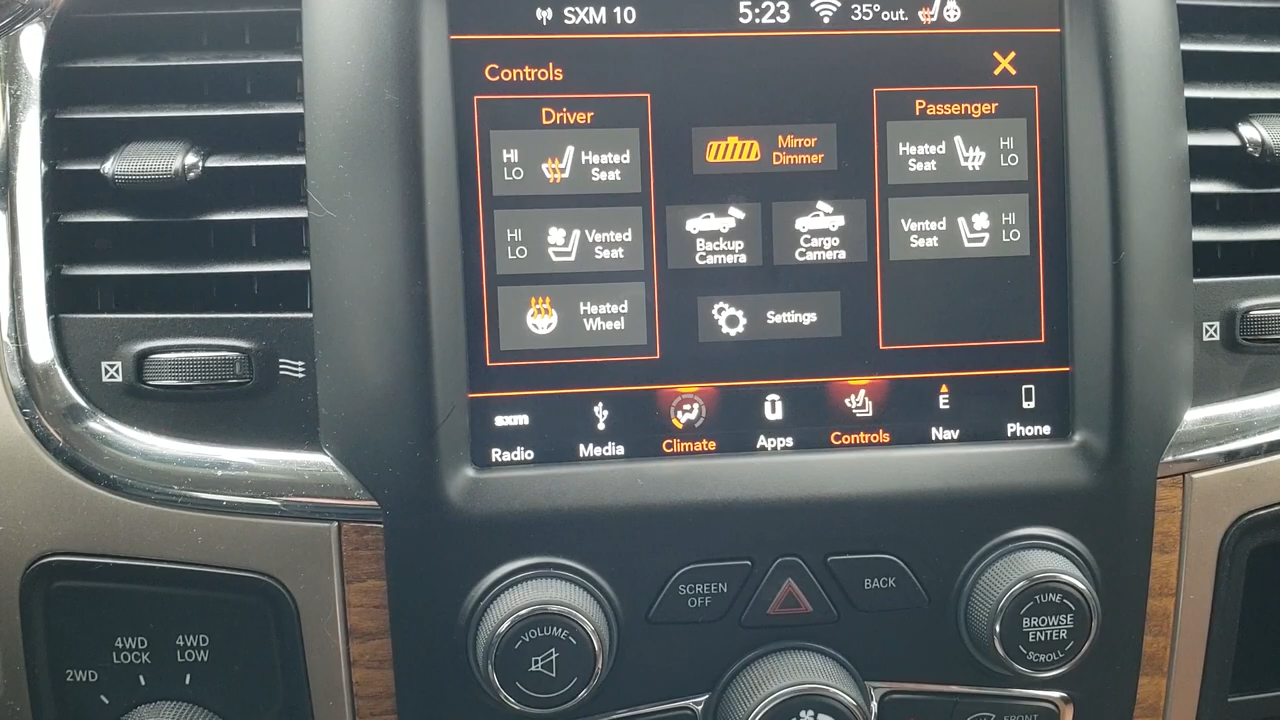 SXM 10 5:23 35° out.
Controls
Driver
HI
LO
Heated
Seat
HI
LO
Vented
Seat
Heated
Wheel
Mirror
Dimmer
Backup
Camera
Cargo
Camera
Settings
Passenger
Heated
Seat
HI
LO
Vented
Seat
HI
LO
sxm
Radio
Media
Climate
Apps
Controls
E
Nav
Phone
SCREEN
OFF
BACK
VOLUME
TUNE
BROWSE
ENTER
SCROLL
2WD
4WD
LOCK
4WD
LOW
FRONT